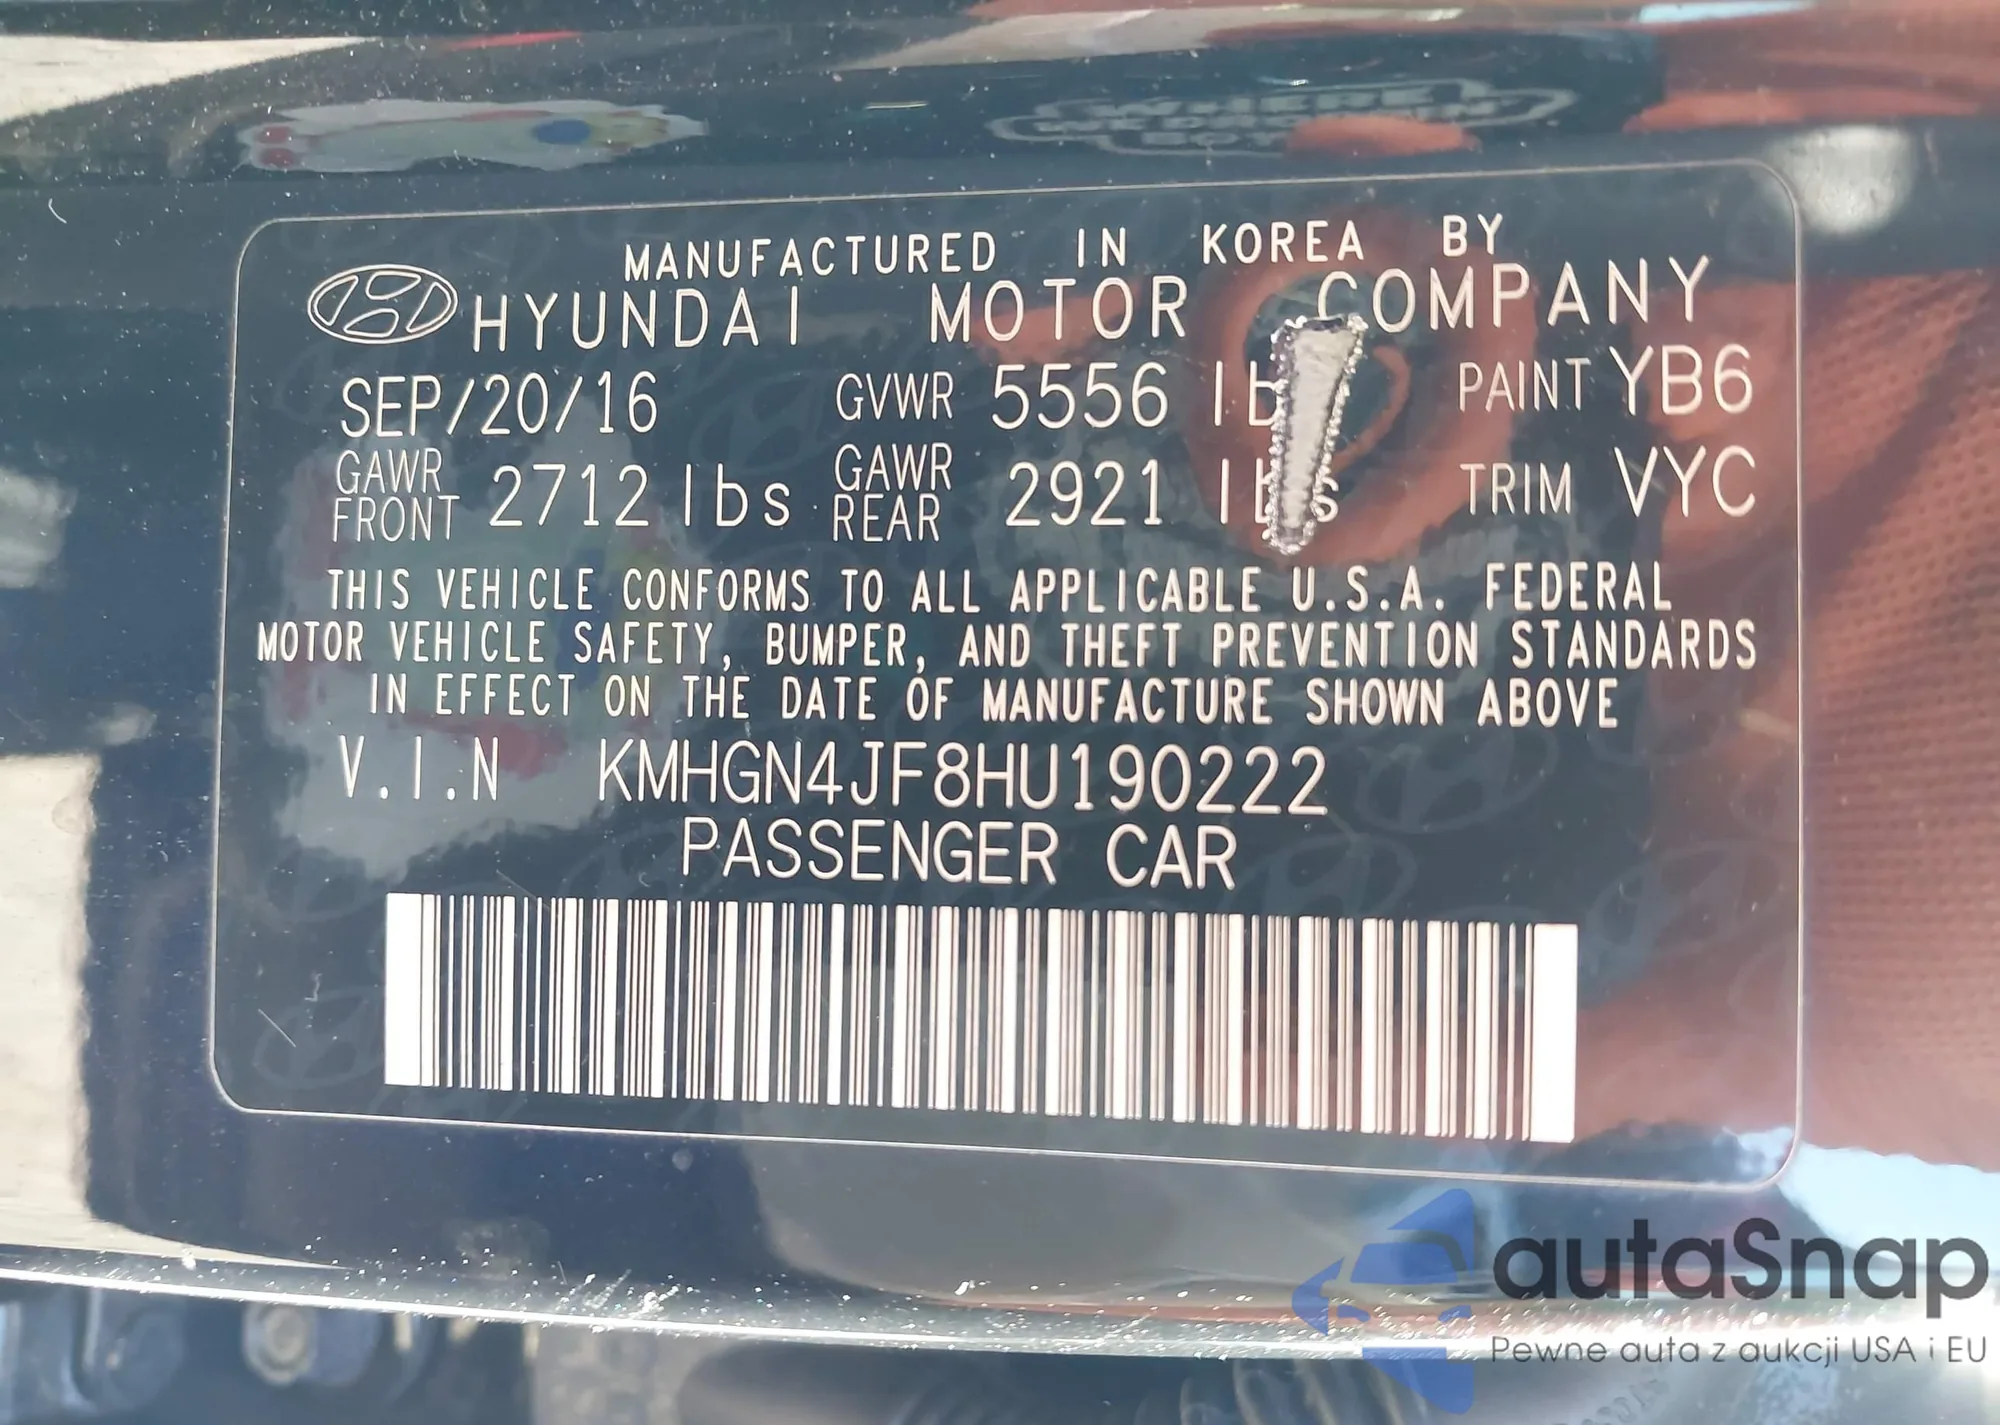 MANUFACTURED IN KOREA BY
HYUNDAI MOTOR COMPANY
SEP/20/16 GVWR 5556 lb PAINT YB6
GAWR FRONT 2712 lbs GAWR REAR 2921 lbs TRIM VYC
THIS VEHICLE CONFORMS TO ALL APPLICABLE U.S.A. FEDERAL
MOTOR VEHICLE SAFETY, BUMPER, AND THEFT PREVENTION STANDARDS
IN EFFECT ON THE DATE OF MANUFACTURE SHOWN ABOVE
V.I.N KMHGN4JF8HU190222
PASSENGER CAR
autaSnap
Pewne auta z aukcji USA i EU